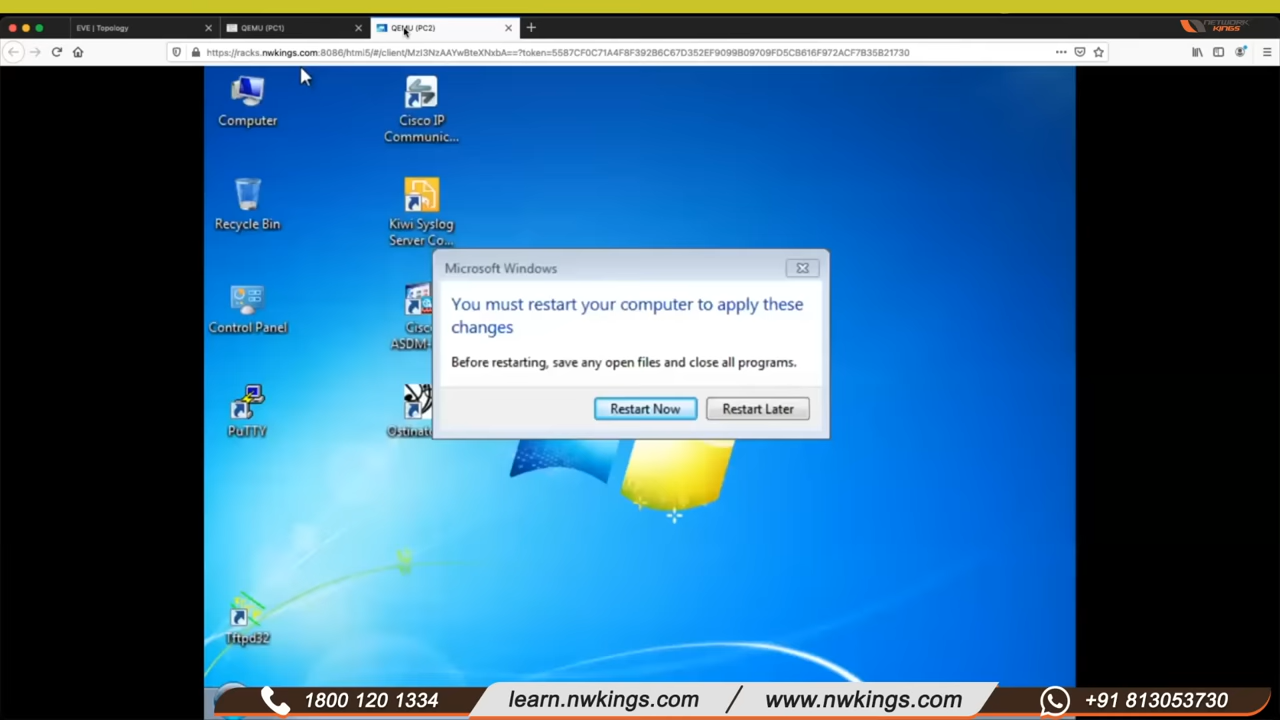 EVE | Topology
QEMU (PC1)
QEMU (PC2)
NETWORK
KINGS
https://racks.nwkings.com:8086/html5/#/client/MzI3NzAAYwBteXNxbA==?token=5587CF0C71A4F8F392B6C67D352EF9099B09709FD5CB616F972ACF7B35B21730
Computer
Cisco IP
Communic...
Recycle Bin
Kiwi Syslog
Server Co...
Microsoft Windows
You must restart your computer to apply these
changes
Before restarting, save any open files and close all programs.
Restart Now
Restart Later
Control Panel
Cisco
ASDM-
PuTTY
Ostinato
Tftpd32
1800 120 1334
learn.nwkings.com / www.nwkings.com
+91 813053730